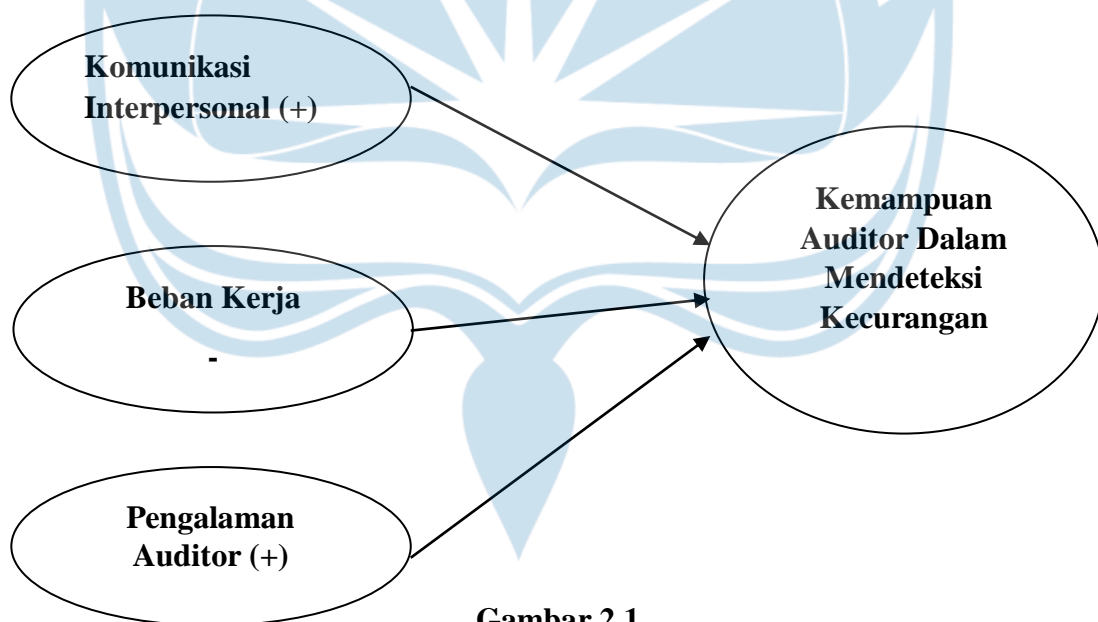 Komunikasi
Interpersonal (+)
Kemampuan
Auditor Dalam
Mendeteksi
Kecurangan
Beban Kerja
-
Pengalaman
Auditor (+)
Gambar 2.1